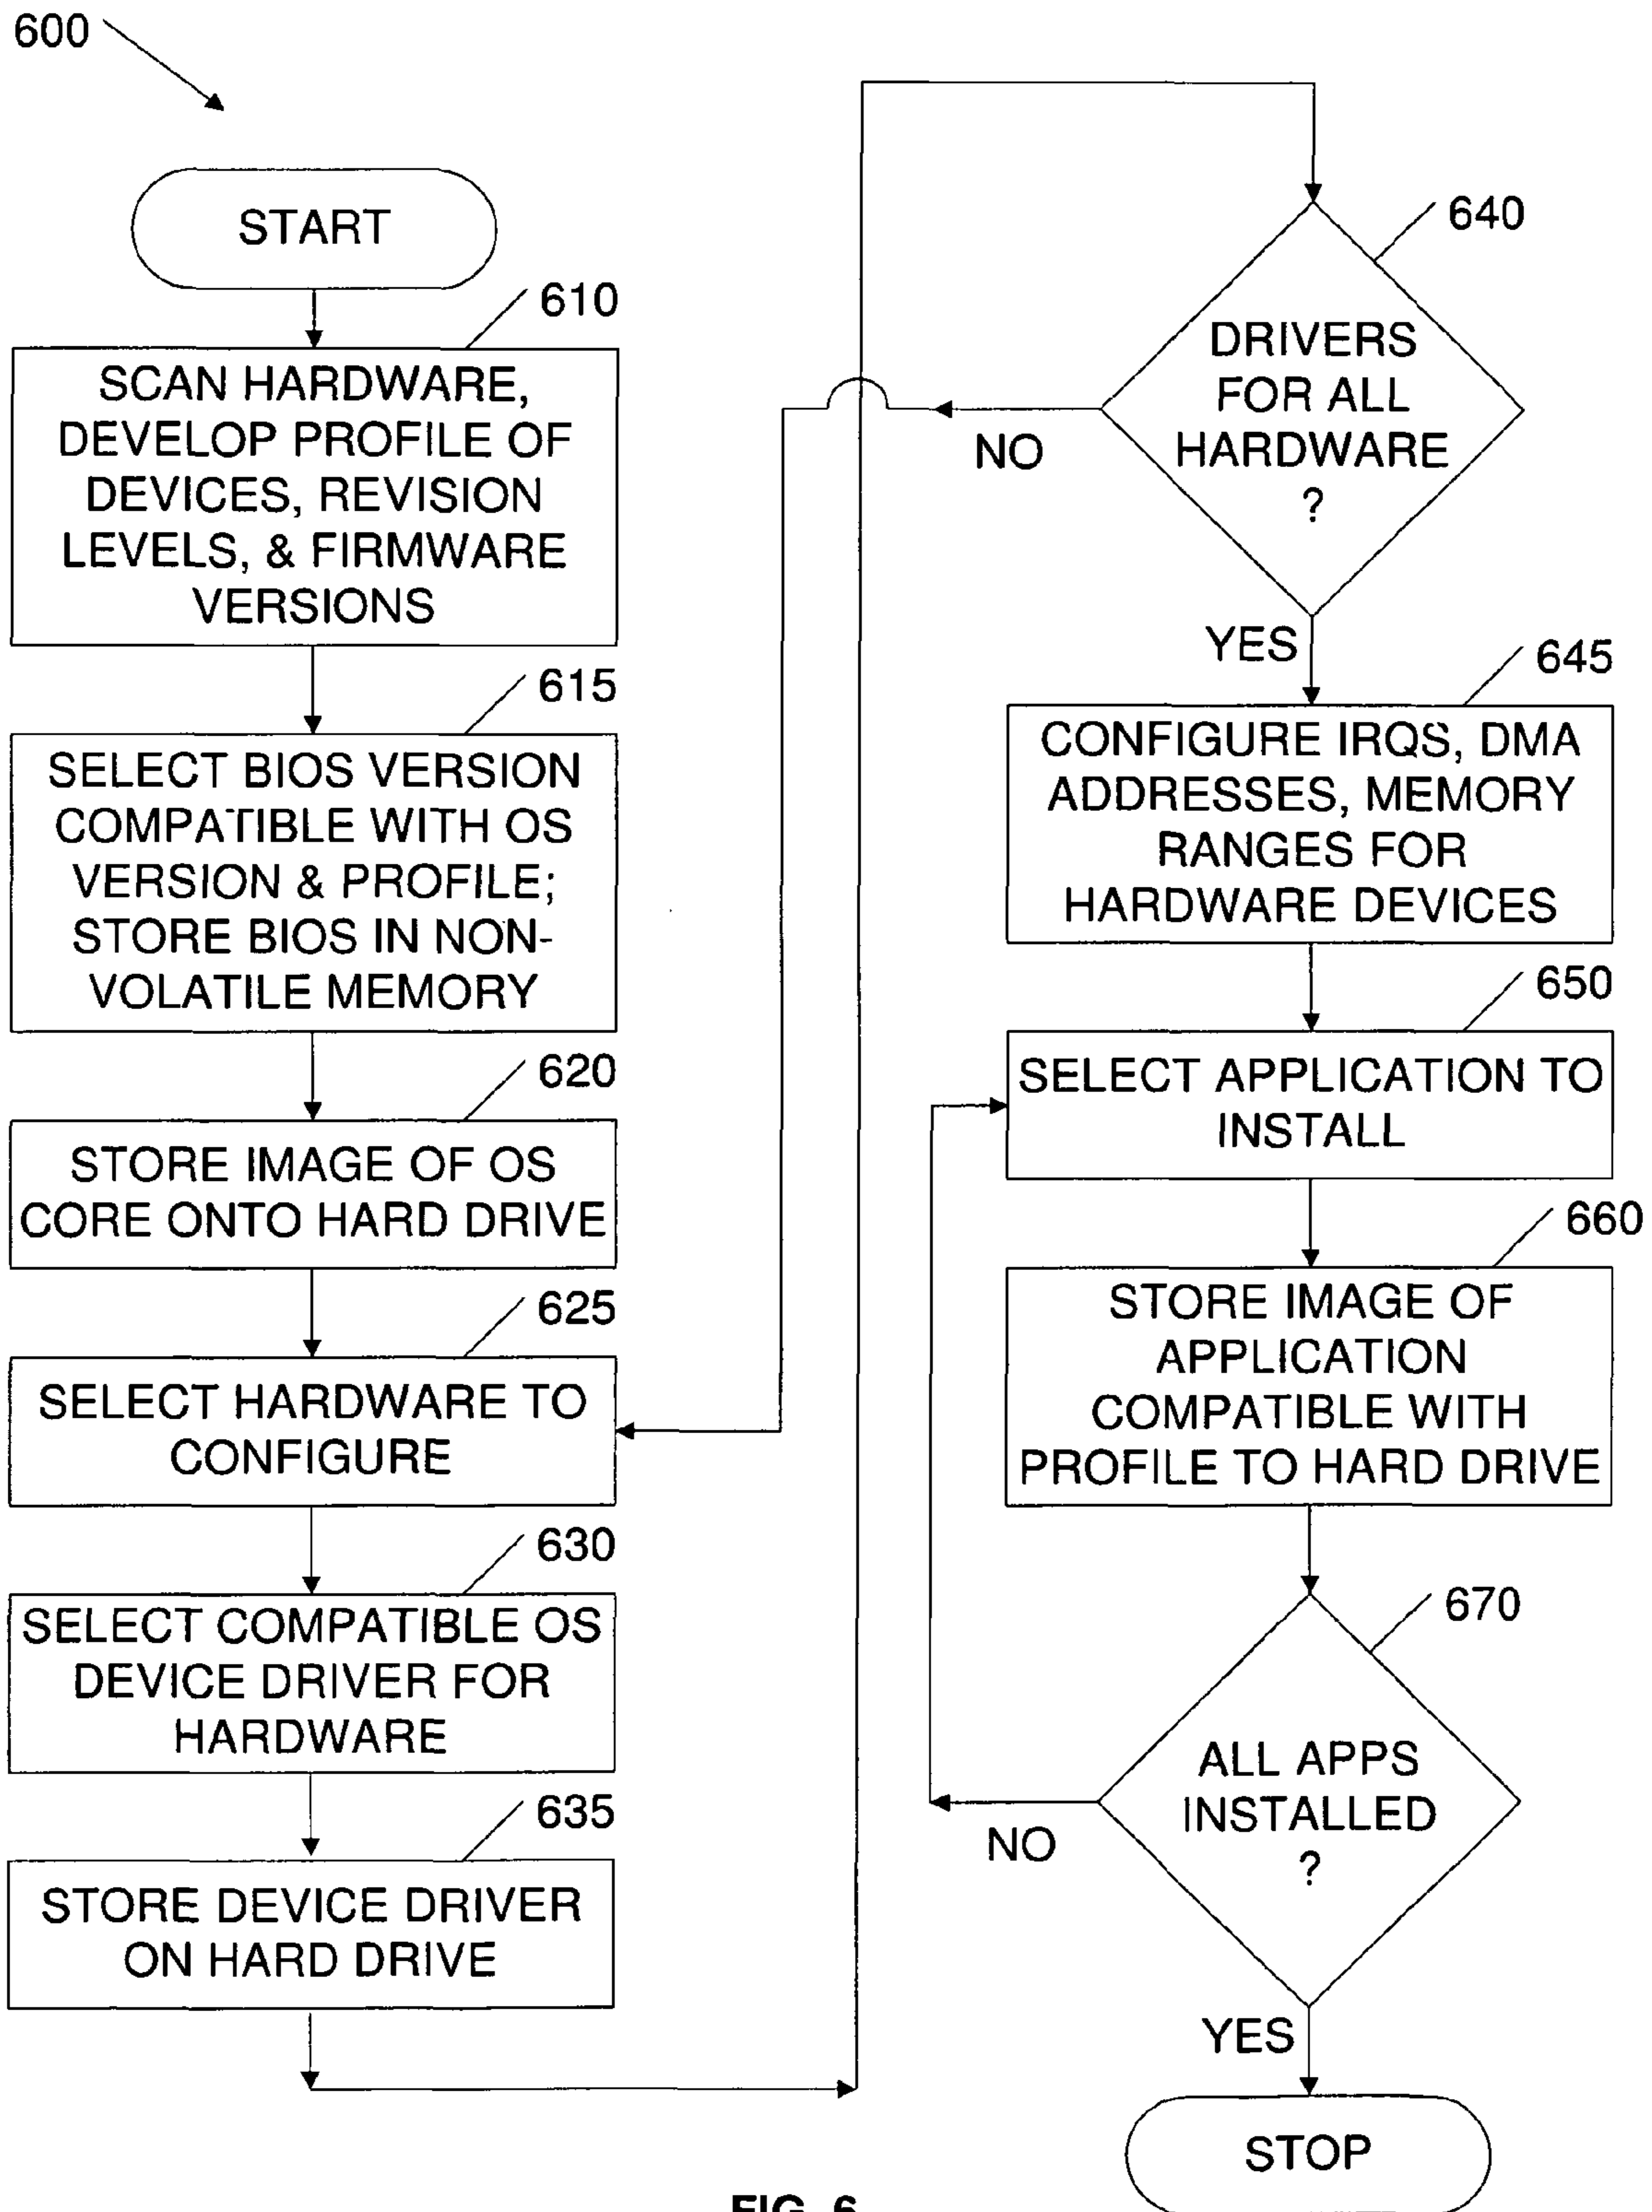 600
START
610
SCAN HARDWARE,
DEVELOP PROFILE OF
DEVICES, REVISION
LEVELS, & FIRMWARE
VERSIONS
615
SELECT BIOS VERSION
COMPATIBLE WITH OS
VERSION & PROFILE;
STORE BIOS IN NON-
VOLATILE MEMORY
620
STORE IMAGE OF OS
CORE ONTO HARD DRIVE
625
SELECT HARDWARE TO
CONFIGURE
630
SELECT COMPATIBLE OS
DEVICE DRIVER FOR
HARDWARE
635
STORE DEVICE DRIVER
ON HARD DRIVE
640
DRIVERS
FOR ALL
HARDWARE
?
NO
YES
645
CONFIGURE IRQS, DMA
ADDRESSES, MEMORY
RANGES FOR
HARDWARE DEVICES
650
SELECT APPLICATION TO
INSTALL
660
STORE IMAGE OF
APPLICATION
COMPATIBLE WITH
PROFILE TO HARD DRIVE
670
ALL APPS
INSTALLED
?
NO
YES
STOP
FIG. 6